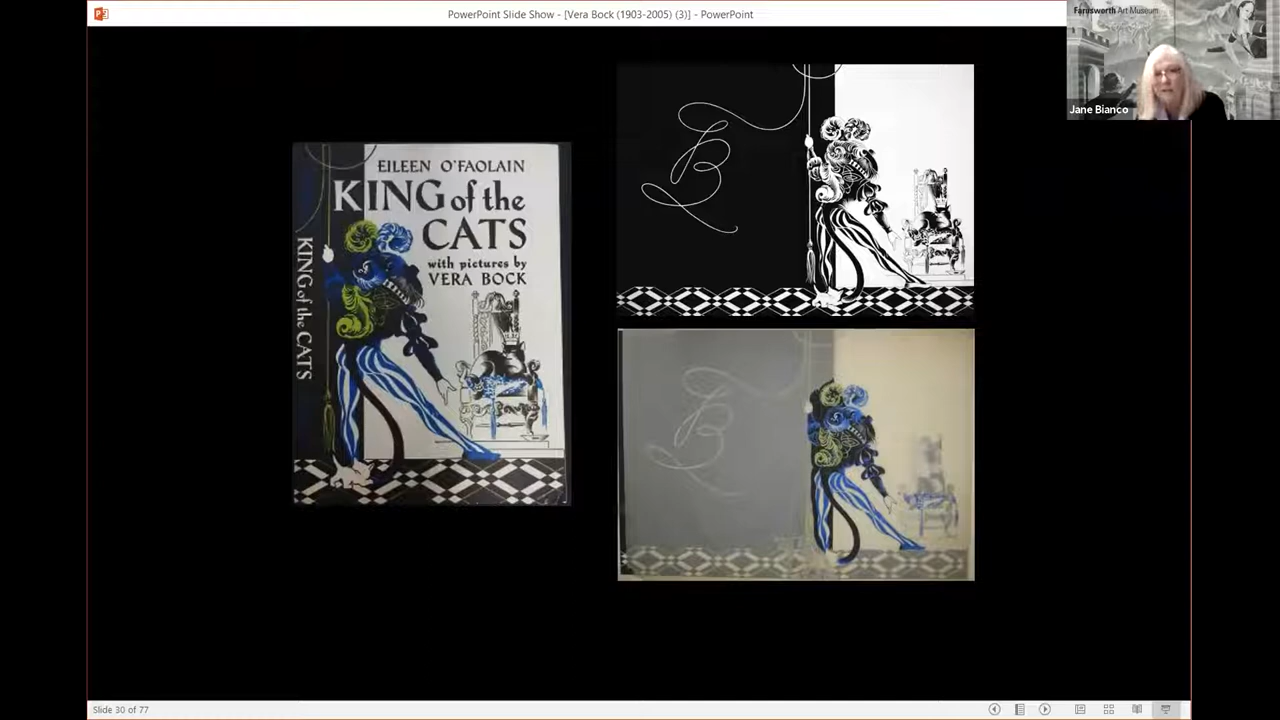 PowerPoint Slide Show - [Vera Bock (1903-2005) (3)] - PowerPoint
Farnsworth Art Museum
Jane Bianco
EILEEN O'FAOLAIN
KING of the
CATS
with pictures by
VERA BOCK
KING of the CATS
B
B
Slide 30 of 77